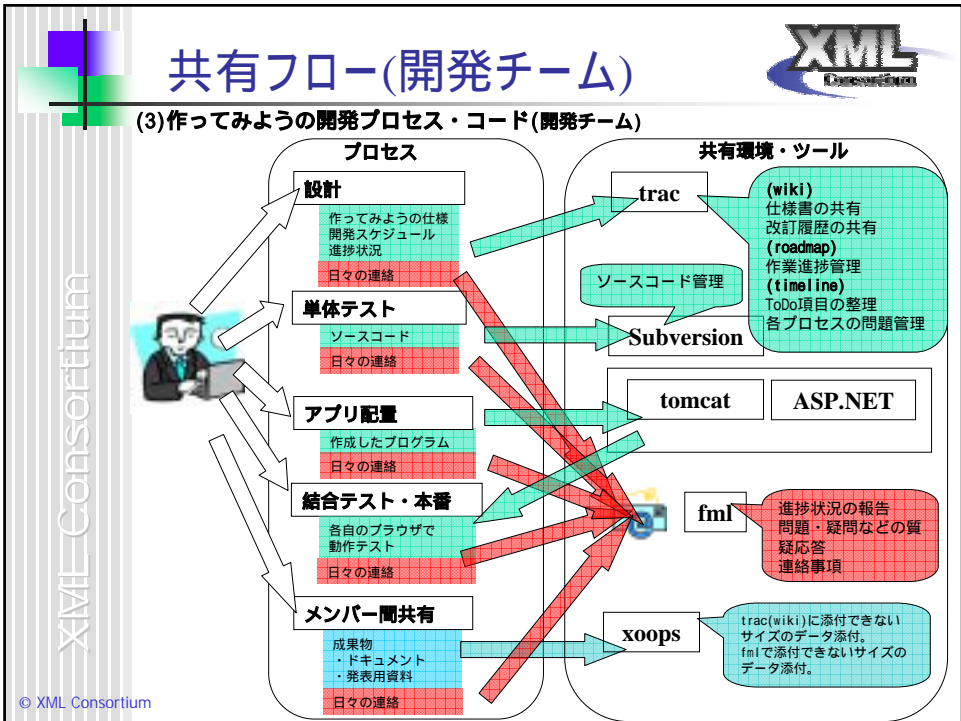 共有フロー(開発チーム)
XML
Consortium
(3)作ってみようの開発プロセス・コード(開発チーム)
プロセス
設計
作ってみようの仕様
開発スケジュール
進捗状況
日々の連絡
単体テスト
ソースコード
日々の連絡
アプリ配置
作成したプログラム
日々の連絡
結合テスト・本番
各自のブラウザで
動作テスト
日々の連絡
メンバー間共有
成果物
・ドキュメント
・発表用資料
日々の連絡
共有環境・ツール
trac
(wiki)
仕様書の共有
改訂履歴の共有
(roadmap)
作業進捗管理
(timeline)
ToDo項目の整理
各プロセスの問題管理
ソースコード管理
Subversion
tomcat
ASP.NET
fml
進捗状況の報告
問題・疑問などの質
疑応答
連絡事項
xoops
trac(wiki)に添付できない
サイズのデータ添付。
fmlで添付できないサイズの
データ添付。
XML Consortium
© XML Consortium